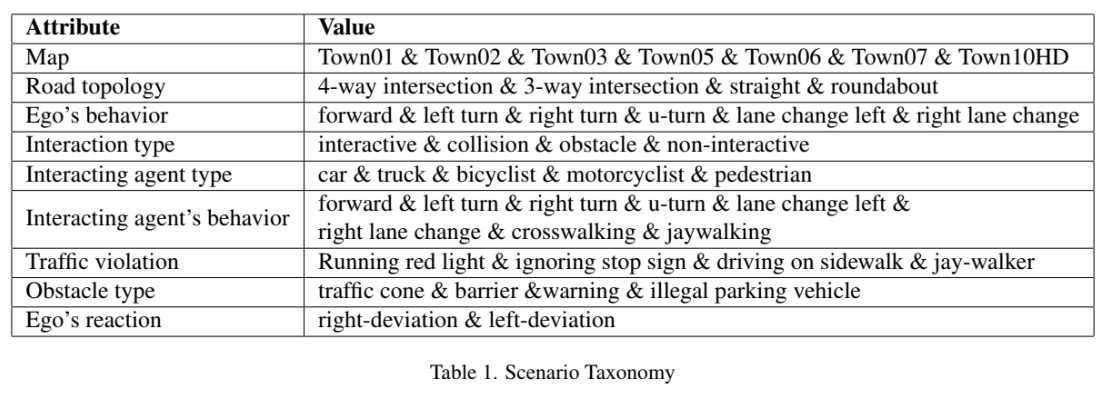 Attribute Value
Map Town01 & Town02 & Town03 & Town05 & Town06 & Town07 & Town10HD
Road topology 4-way intersection & 3-way intersection & straight & roundabout
Ego's behavior forward & left turn & right turn & u-turn & lane change left & right lane change
Interaction type interactive & collision & obstacle & non-interactive
Interacting agent type car & truck & bicyclist & motorcyclist & pedestrian
Interacting agent's behavior forward & left turn & right turn & u-turn & lane change left &
right lane change & crosswalking & jaywalking
Traffic violation Running red light & ignoring stop sign & driving on sidewalk & jay-walker
Obstacle type traffic cone & barrier &warning & illegal parking vehicle
Ego's reaction right-deviation & left-deviation
Table 1. Scenario Taxonomy